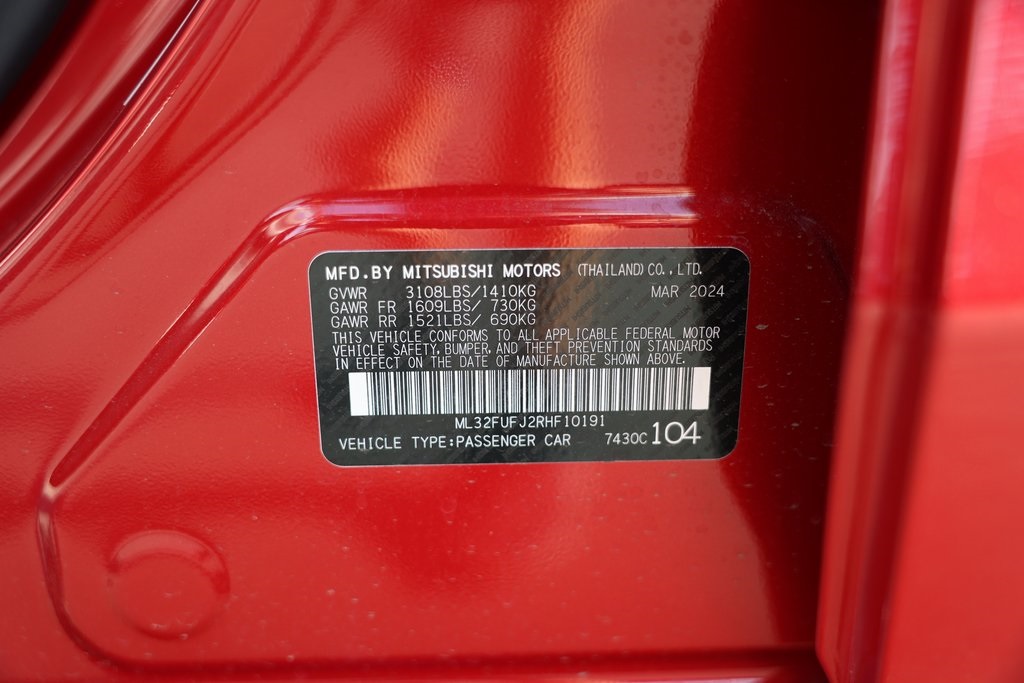 MFD.BY MITSUBISHI MOTORS (THAILAND)CO.,LTD.
GVWR 3108LBS/1410KG MAR 2024
GAWR FR 1609LBS/ 730KG
GAWR RR 1521LBS/ 690KG
THIS VEHICLE CONFORMS TO ALL APPLICABLE FEDERAL MOTOR
VEHICLE SAFETY, BUMPER, AND THEFT PREVENTION STANDARDS
IN EFFECT ON THE DATE OF MANUFACTURE SHOWN ABOVE.
ML32FUFJ2RHF10191
VEHICLE TYPE:PASSENGER CAR 7430C 104